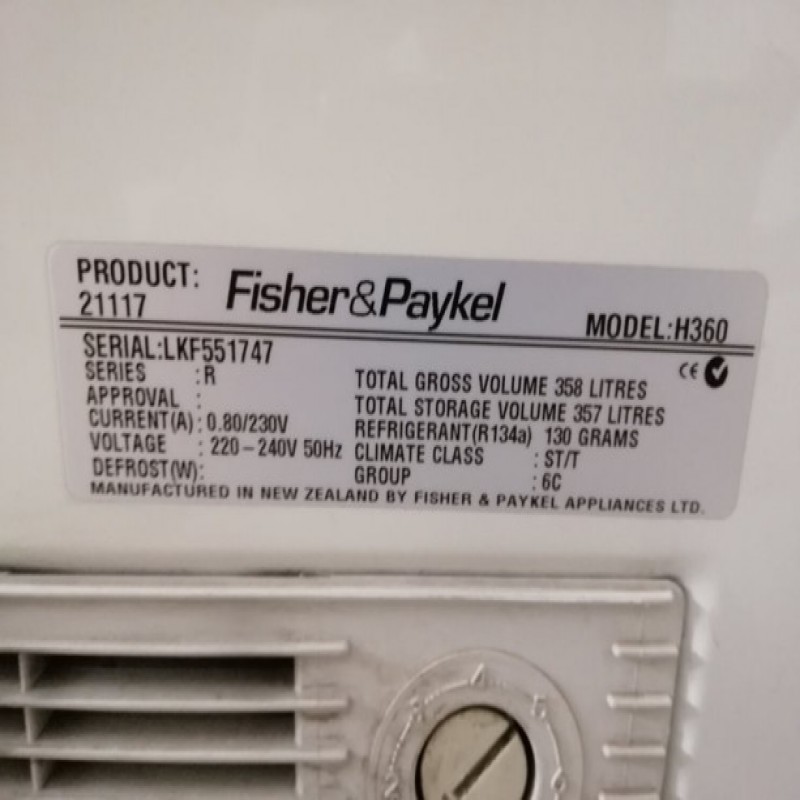 PRODUCT: Fisher&Paykel
21117 MODEL:H360
SERIAL:LKF551747
SERIES :R
APPROVAL :
CURRENT(A): 0.80/230V
VOLTAGE : 220-240V 50Hz
DEFROST(W):
TOTAL GROSS VOLUME 358 LITRES
TOTAL STORAGE VOLUME 357 LITRES
REFRIGERANT(R134a) 130 GRAMS
CLIMATE CLASS : ST/T
GROUP : 6C
CE
MANUFACTURED IN NEW ZEALAND BY FISHER & PAYKEL APPLIANCES LTD.
4